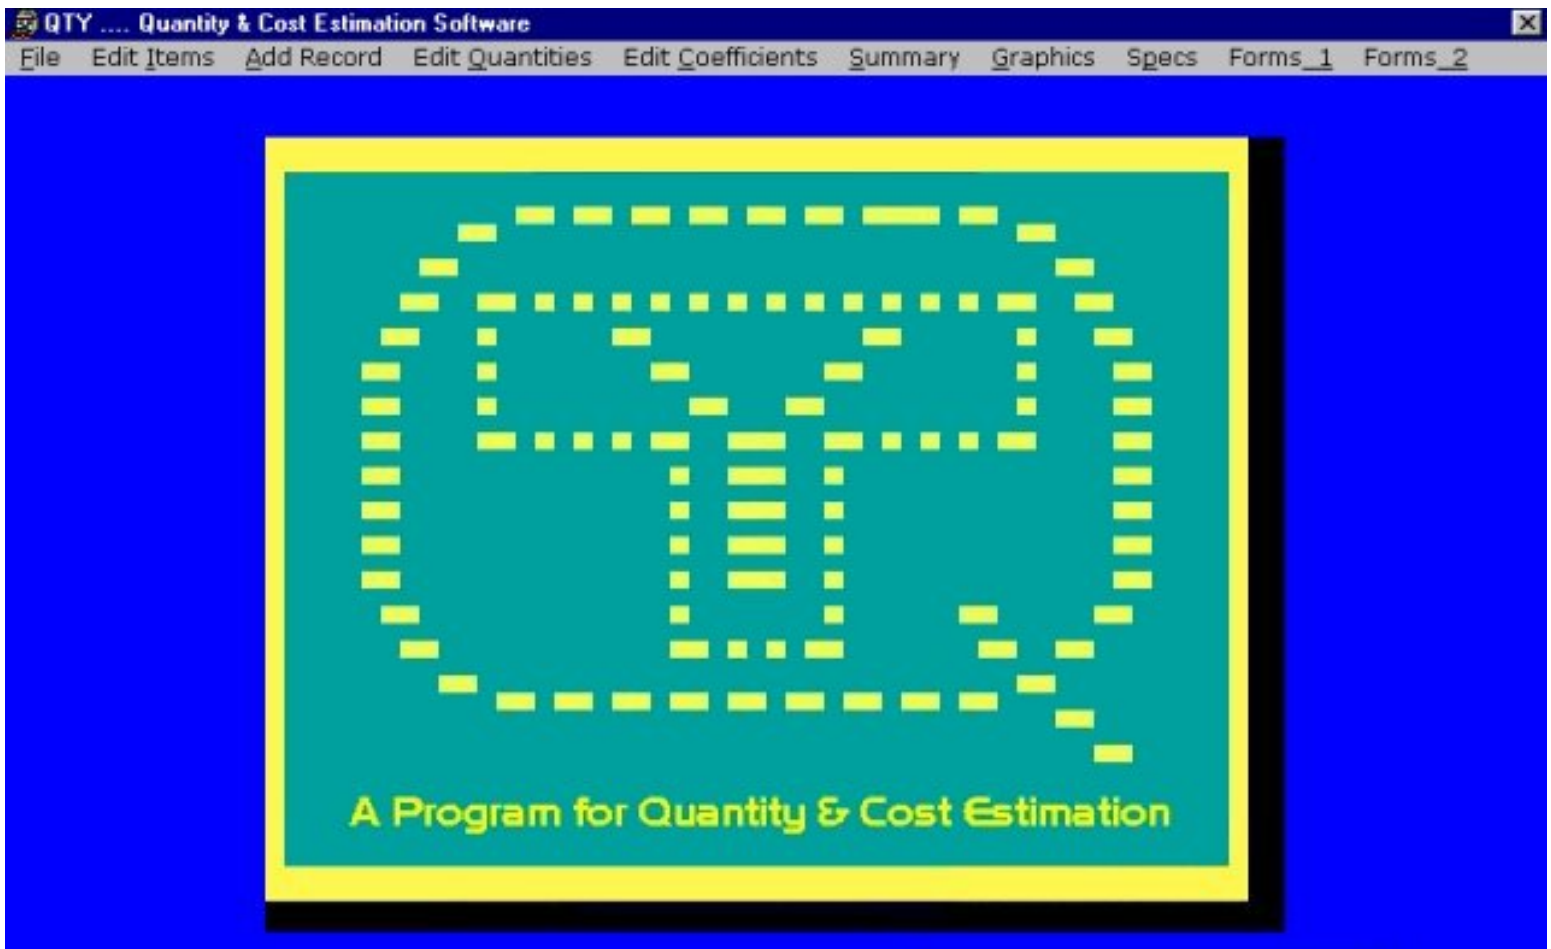 QTY .... Quantity & Cost Estimation Software
File Edit Items Add Record Edit Quantities Edit Coefficients Summary Graphics Specs Forms_1 Forms_2
QTY
A Program for Quantity & Cost Estimation